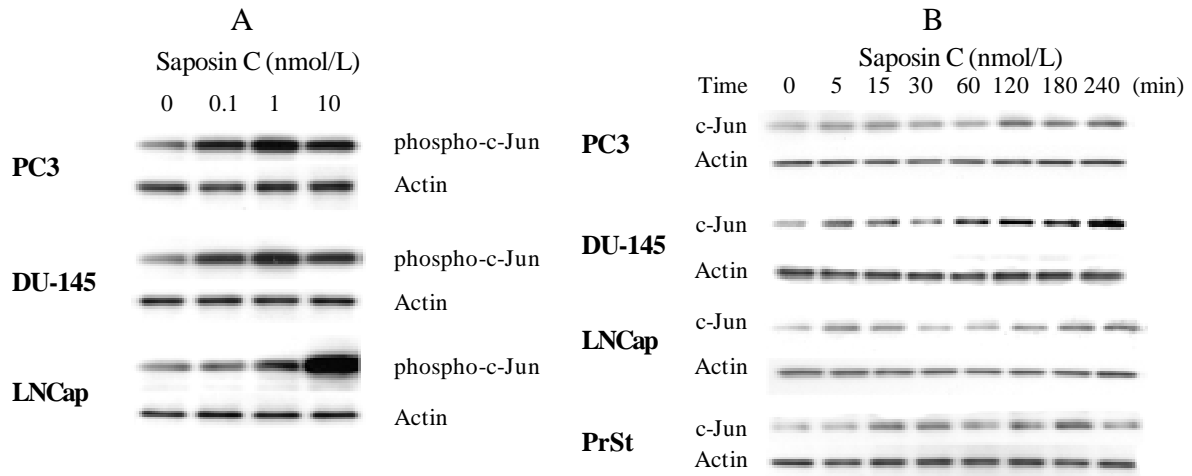 A
Saposin C (nmol/L)
0 0.1 1 10
PC3
phospho-c-Jun
Actin
DU-145
phospho-c-Jun
Actin
LNCap
phospho-c-Jun
Actin
B
Saposin C (nmol/L)
Time 0 5 15 30 60 120 180 240 (min)
PC3
c-Jun
Actin
DU-145
c-Jun
Actin
LNCap
c-Jun
Actin
PrSt
c-Jun
Actin